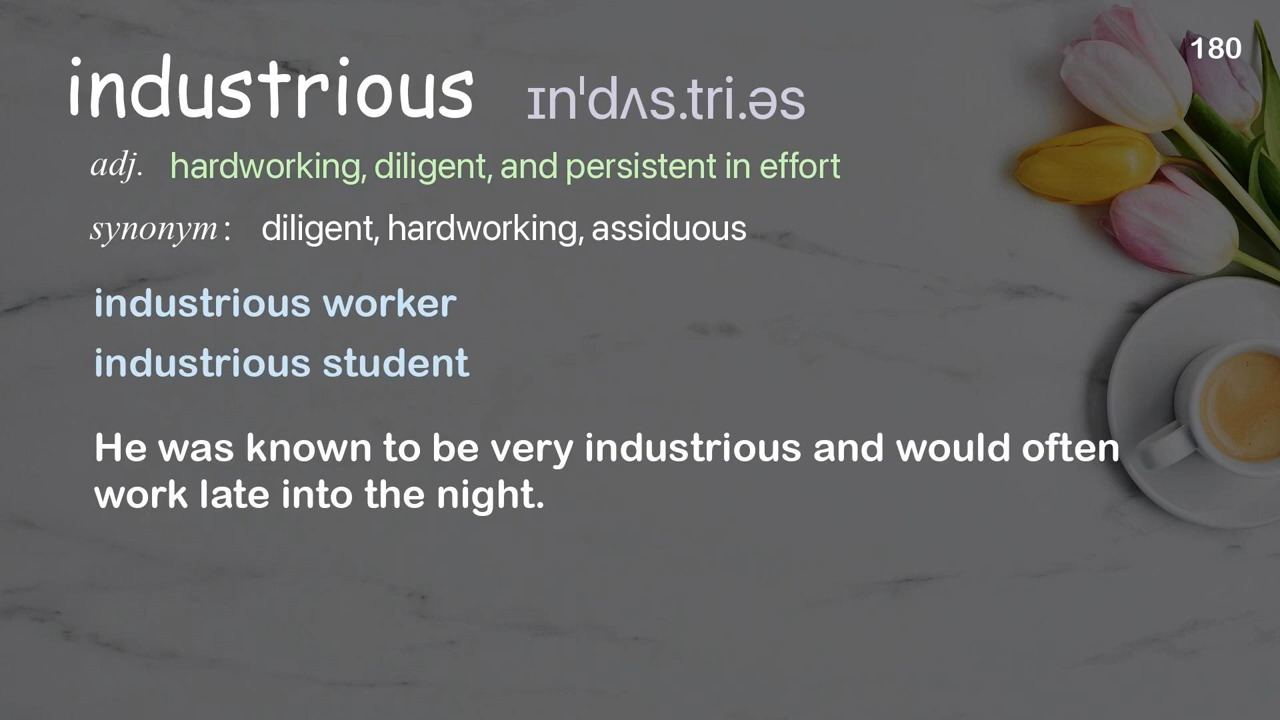 180
industrious ɪnˈdʌs.tri.əs
adj. hardworking, diligent, and persistent in effort
synonym: diligent, hardworking, assiduous
industrious worker
industrious student
He was known to be very industrious and would often
work late into the night.